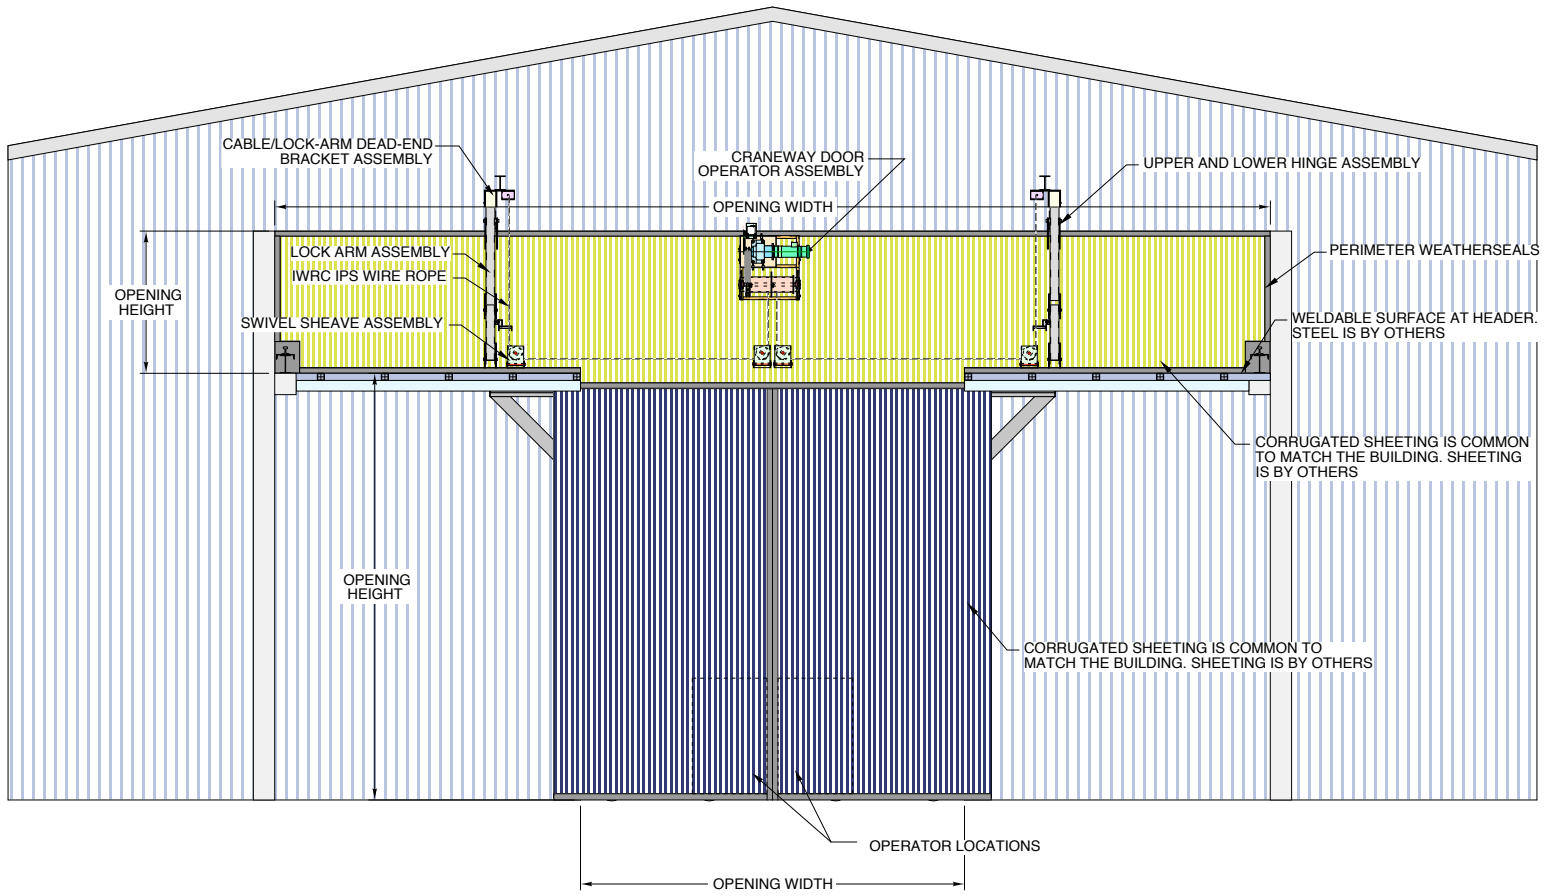 CABLE/LOCK-ARM DEAD-END
BRACKET ASSEMBLY
CRANEWAY DOOR
OPERATOR ASSEMBLY
UPPER AND LOWER HINGE ASSEMBLY
OPENING WIDTH
LOCK ARM ASSEMBLY
IWRC IPS WIRE ROPE
PERIMETER WEATHERSEALS
OPENING
HEIGHT
SWIVEL SHEAVE ASSEMBLY
WELDABLE SURFACE AT HEADER.
STEEL IS BY OTHERS
CORRUGATED SHEETING IS COMMON
TO MATCH THE BUILDING. SHEETING
IS BY OTHERS
OPENING
HEIGHT
CORRUGATED SHEETING IS COMMON TO
MATCH THE BUILDING. SHEETING IS BY OTHERS
OPERATOR LOCATIONS
OPENING WIDTH